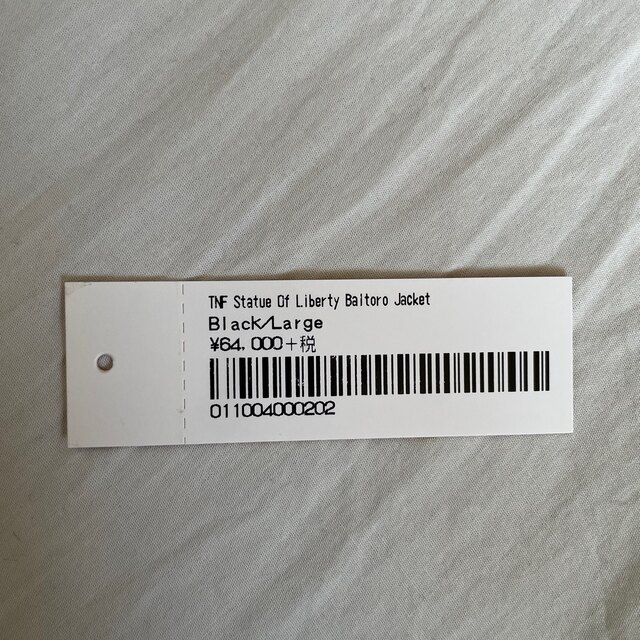 TNF Statue Of Liberty Baltoro Jacket
Black/Large
¥64,000+税
011004000202